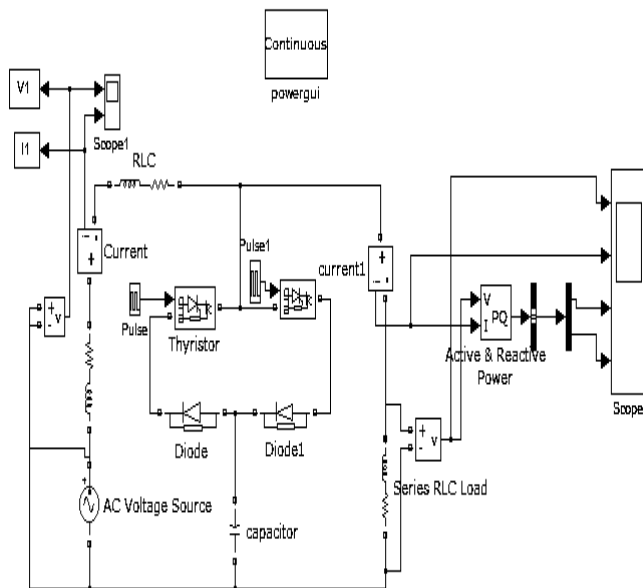 Continuous
powergui
V1
I1
Scope1
RLC
Current
Pulse1
current1
v
Pulse
Thyristor
V
I
PQ
Active & Reactive
Power
Scope
Diode
Diode1
v
Series RLC Load
AC Voltage Source
capacitor